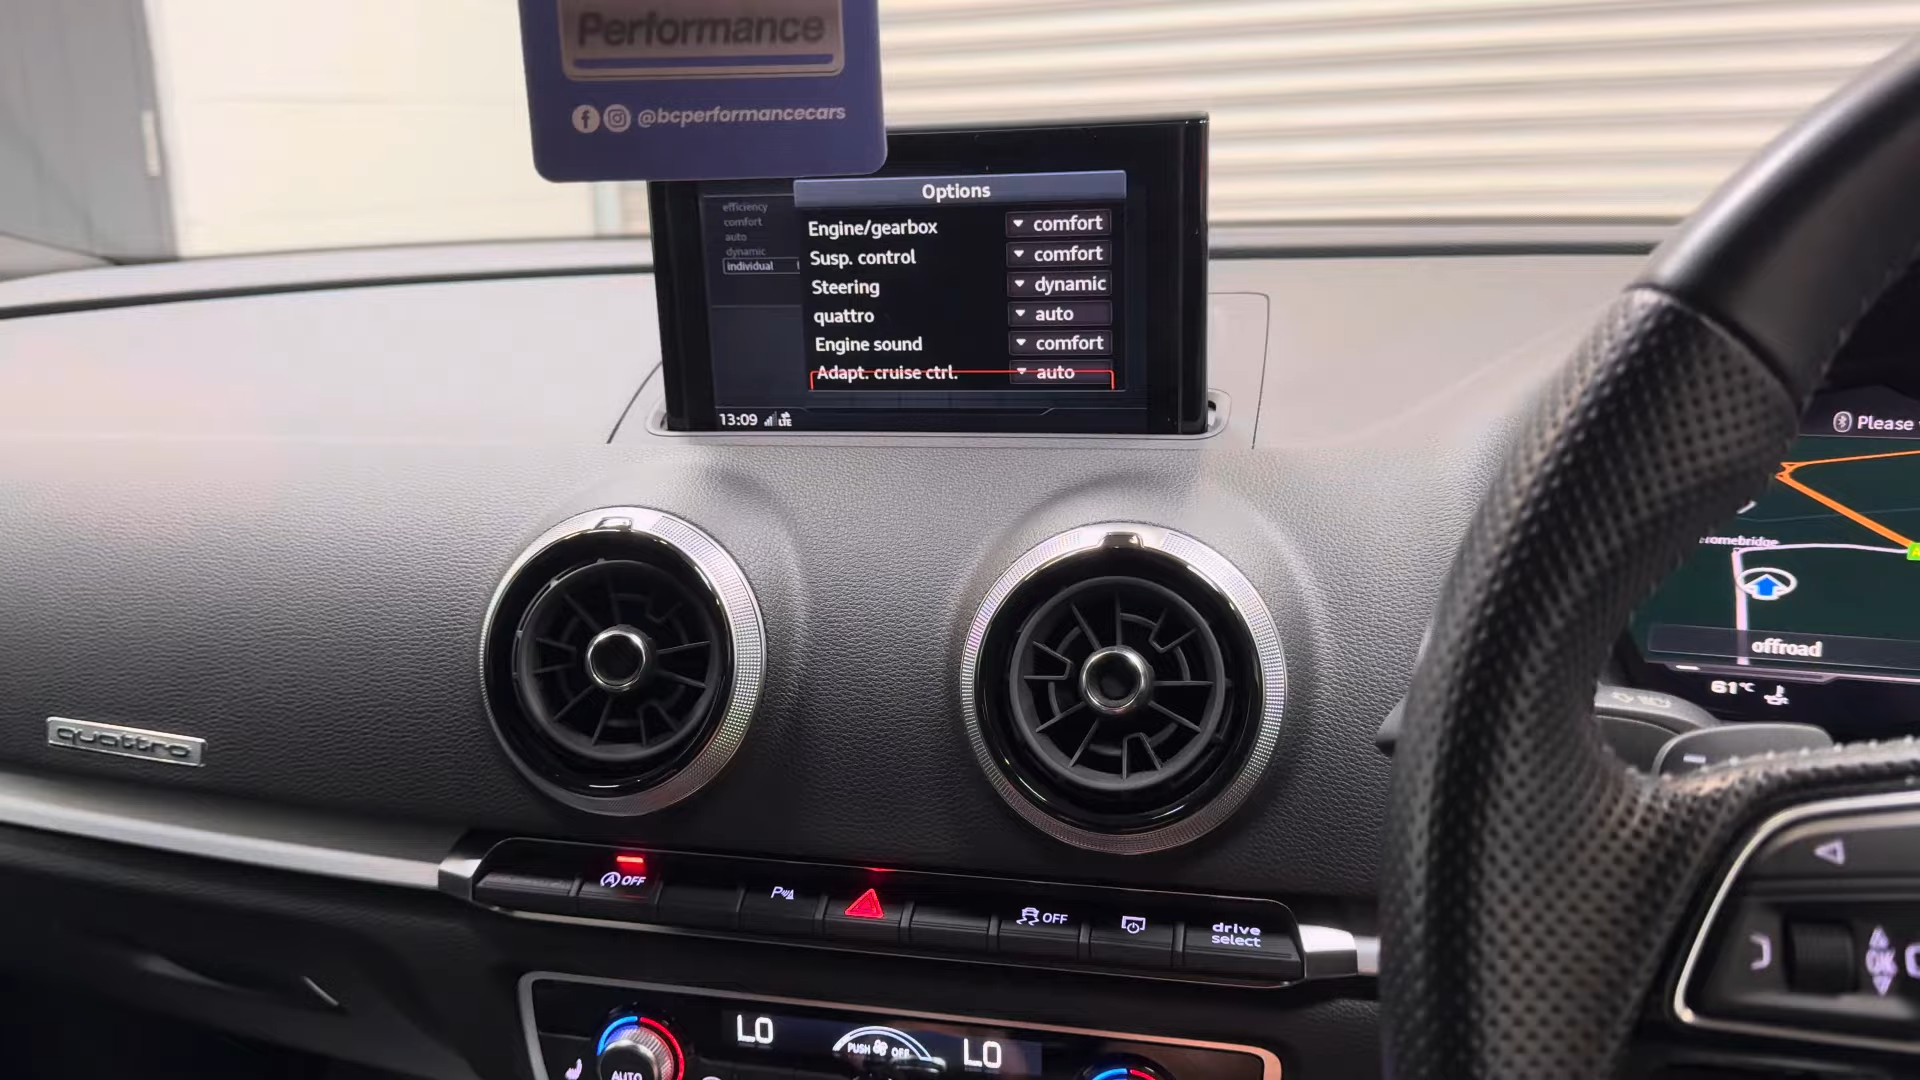 Performance
@bcperformancecars
Options
efficiency
comfort
auto
dynamic
individual
Engine/gearbox comfort
Susp. control comfort
Steering dynamic
quattro auto
Engine sound comfort
Adapt. cruise ctrl. auto
13:09 LTE
Please
romebridge
offroad
61°C
quattro
A OFF
P
OFF
drive
select
LO
PUSH OFF
LO
AUTO
OK